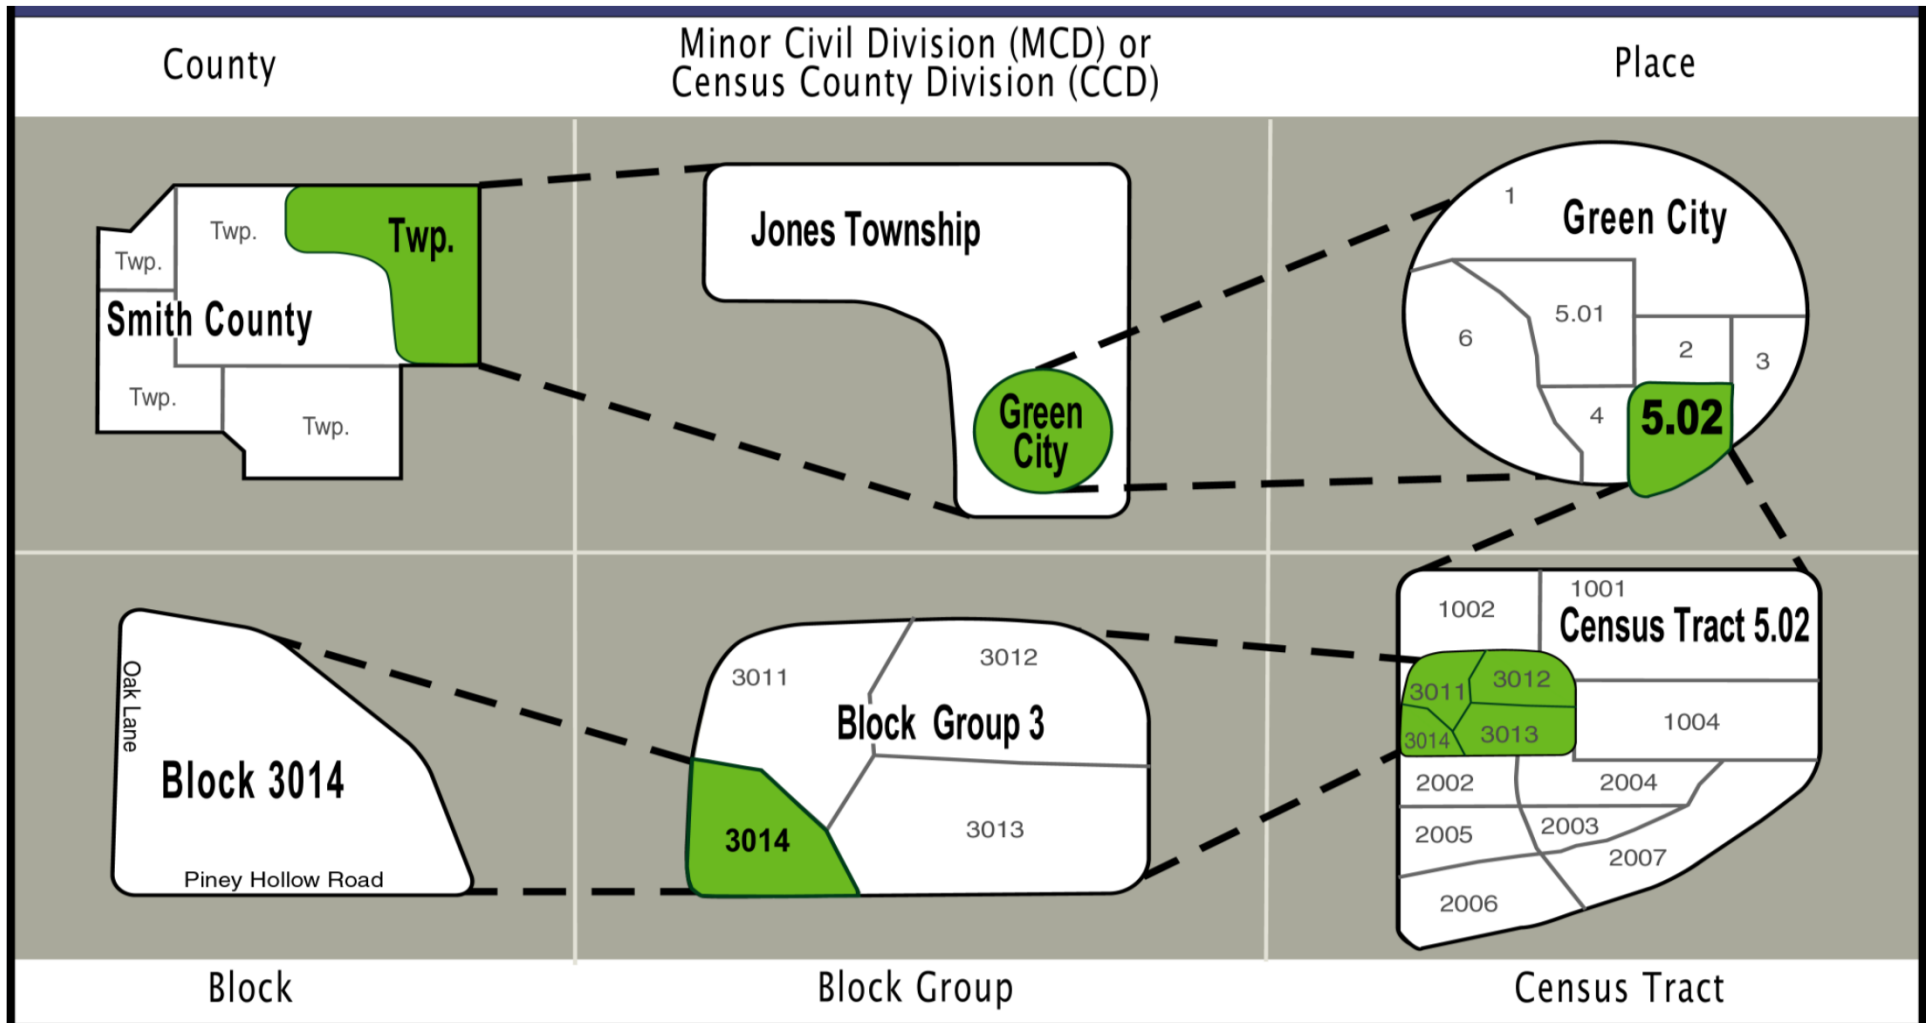 County
Minor Civil Division (MCD) or
Census County Division (CCD)
Place
Twp.
Twp.
Twp.
Smith County
Twp.
Twp.
Jones Township
Green
City
1
Green City
5.01
6
2
3
4
5.02
Oak Lane
Block 3014
Piney Hollow Road
3011
3012
Block Group 3
3014
3013
1001
1002
Census Tract 5.02
3011
3012
3014
3013
1004
2002
2004
2005
2003
2007
2006
Block
Block Group
Census Tract